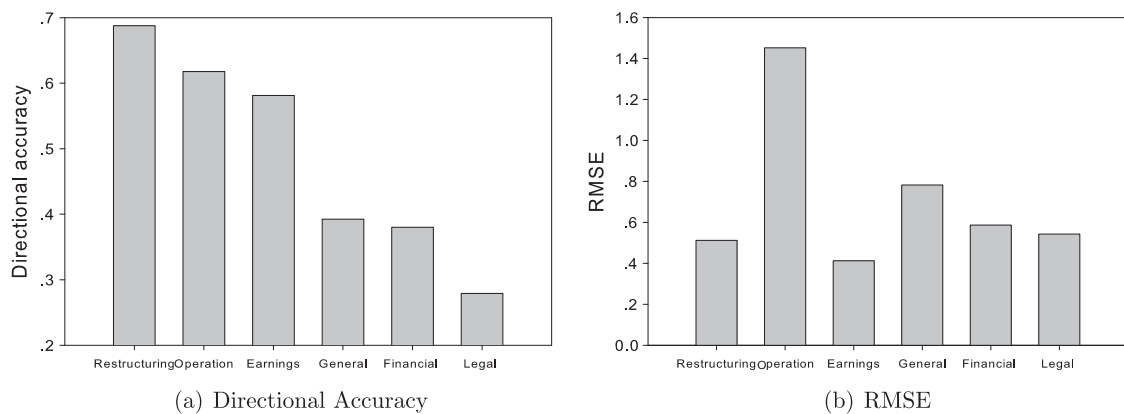 Directional accuracy
.7
.6
.5
.4
.3
.2
Restructuring Operation Earnings General Financial Legal
(a) Directional Accuracy
RMSE
1.6
1.4
1.2
1.0
.8
.6
.4
.2
0.0
Restructuring Operation Earnings General Financial Legal
(b) RMSE